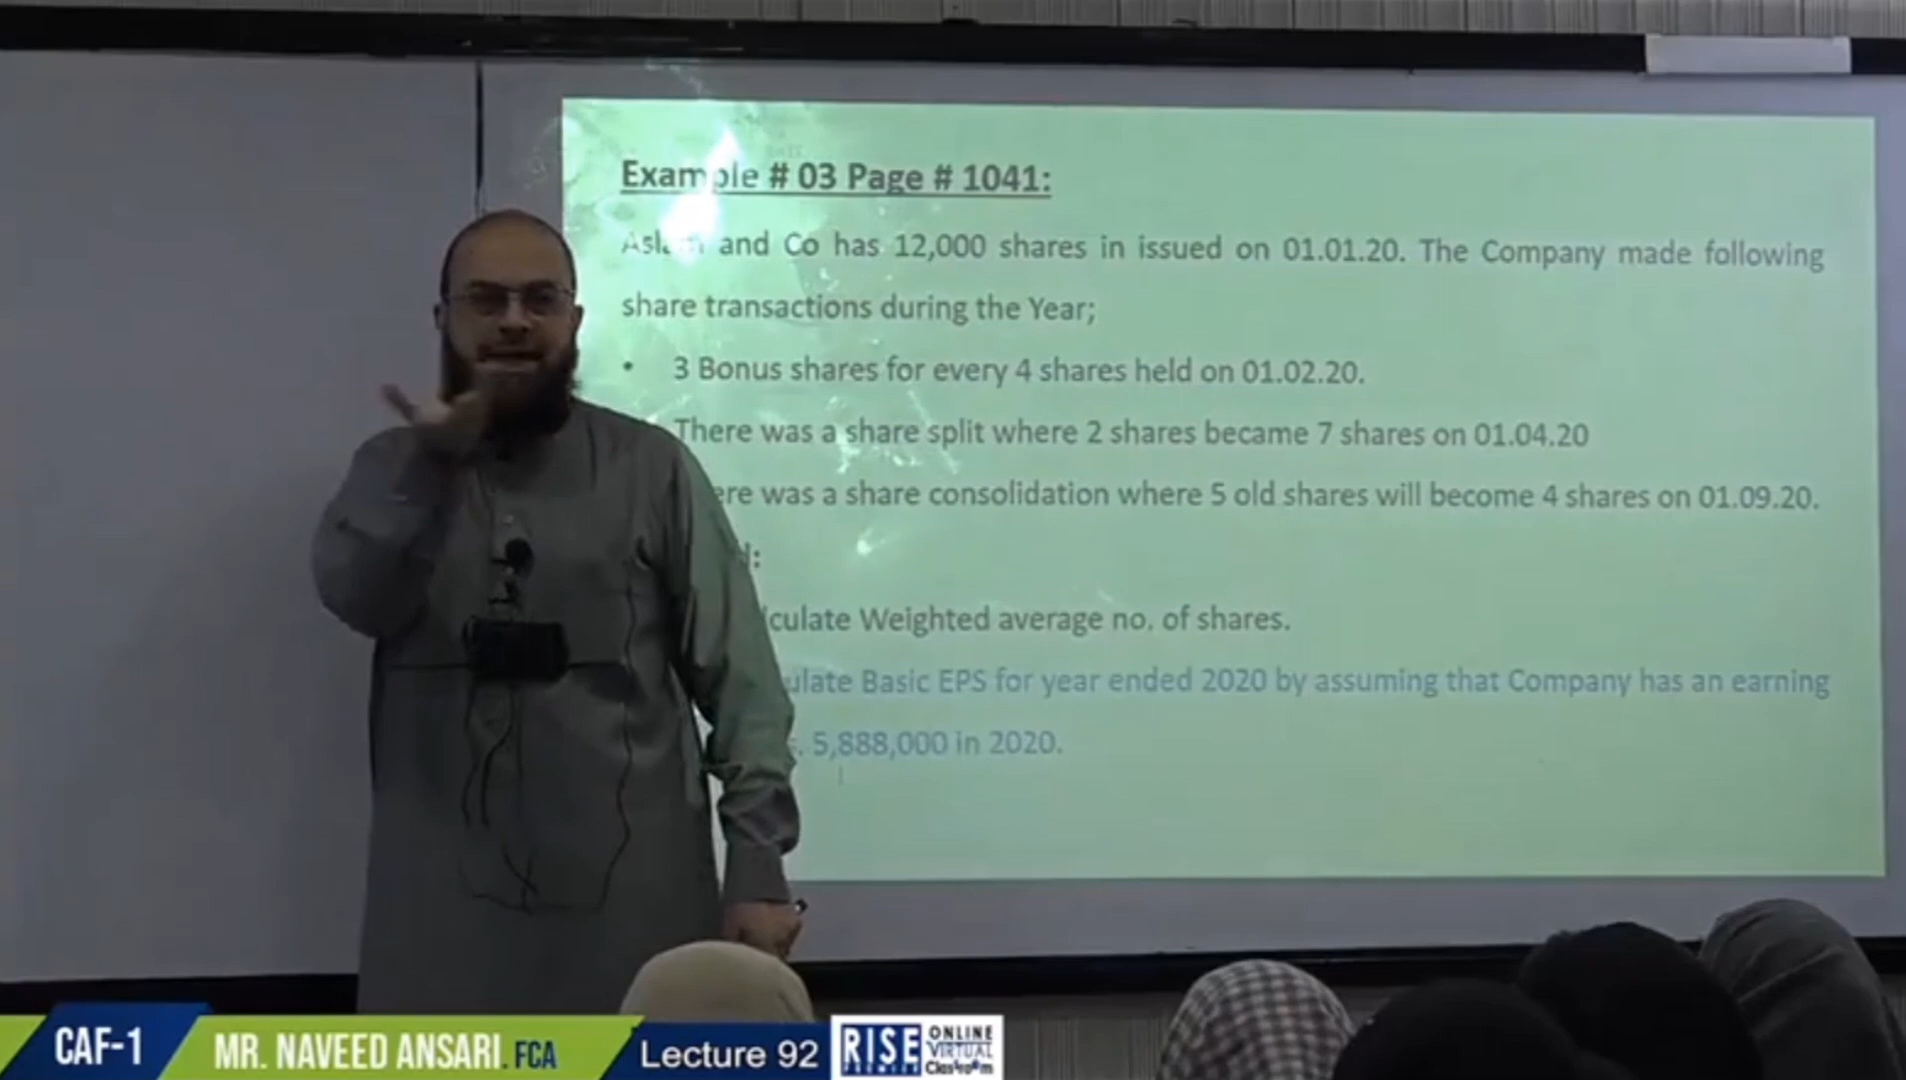 Example # 03 Page # 1041:
and Co has 12,000 shares in issued on 01.01.20. The Company made following
share transactions during the Year;
• 3 Bonus shares for every 4 shares held on 01.02.20.
There was a share split where 2 shares became 7 shares on 01.04.20
ere was a share consolidation where 5 old shares will become 4 shares on 01.09.20.
culate Weighted average no. of shares.
ulate Basic EPS for year ended 2020 by assuming that Company has an earning
5,888,000 in 2020.
CAF-1
MR. NAVEED ANSARI. FCA
Lecture 92
RISE
PREMIER
ONLINE
VIRTUAL
Classroom